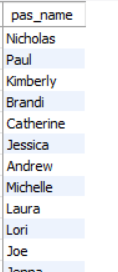 pas_name
Nicholas
Paul
Kimberly
Brandi
Catherine
Jessica
Andrew
Michelle
Laura
Lori
Joe